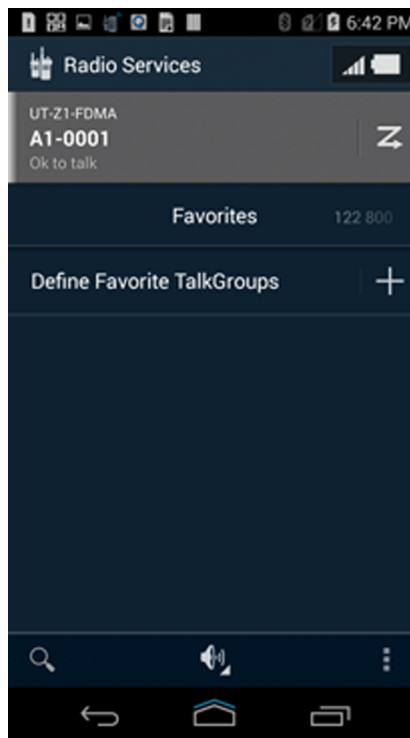 6:42 PM
Radio Services
UT-Z1-FDMA
A1-0001
Ok to talk
Favorites 122 800
Define Favorite TalkGroups